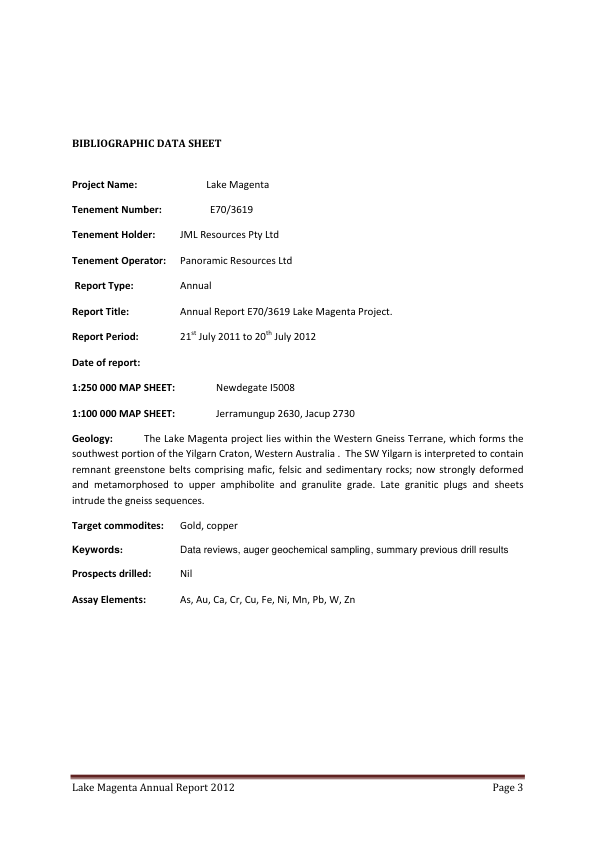 BIBLIOGRAPHIC DATA SHEET
Project Name: Lake Magenta
Tenement Number: E70/3619
Tenement Holder: JML Resources Pty Ltd
Tenement Operator: Panoramic Resources Ltd
Report Type: Annual
Report Title: Annual Report E70/3619 Lake Magenta Project.
Report Period: 21st July 2011 to 20th July 2012
Date of report:
1:250 000 MAP SHEET: Newdegate I5008
1:100 000 MAP SHEET: Jerramungup 2630, Jacup 2730
Geology: The Lake Magenta project lies within the Western Gneiss Terrane, which forms the
southwest portion of the Yilgarn Craton, Western Australia . The SW Yilgarn is interpreted to contain
remnant greenstone belts comprising mafic, felsic and sedimentary rocks; now strongly deformed
and metamorphosed to upper amphibolite and granulite grade. Late granitic plugs and sheets
intrude the gneiss sequences.
Target commodites: Gold, copper
Keywords: Data reviews, auger geochemical sampling, summary previous drill results
Prospects drilled: Nil
Assay Elements: As, Au, Ca, Cr, Cu, Fe, Ni, Mn, Pb, W, Zn
Lake Magenta Annual Report 2012 Page 3